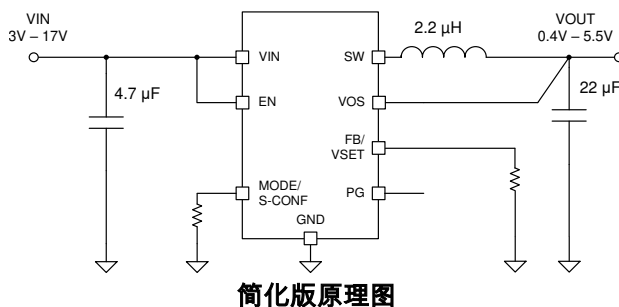 VIN
3V – 17V
4.7 µF
VIN
EN
MODE/
S-CONF
GND
SW
VOS
FB/
VSET
PG
2.2 µH
VOUT
0.4V – 5.5V
22 µF
简化版原理图